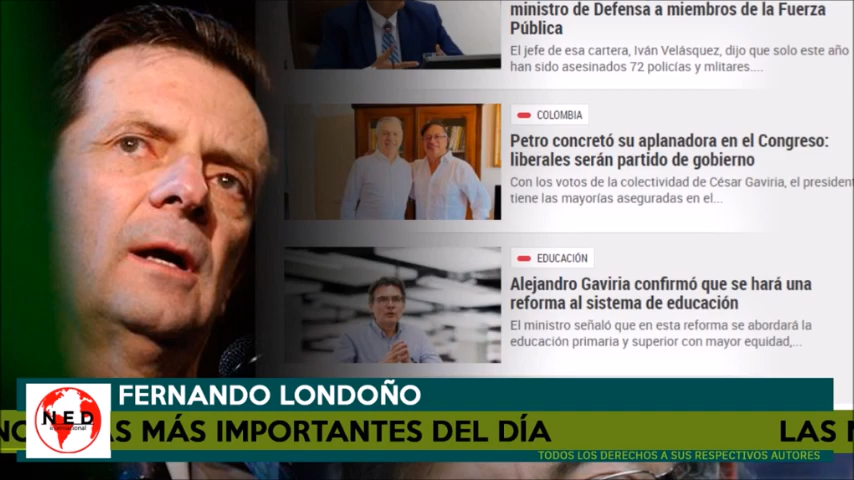 ministro de Defensa a miembros de la Fuerza
Pública
El jefe de esa cartera, Iván Velásquez, dijo que solo este año
han sido asesinados 72 policías y mlitares....
COLOMBIA
Petro concretó su aplanadora en el Congreso:
liberales serán partido de gobierno
Con los votos de la colectividad de César Gaviria, el president
tiene las mayorías aseguradas en el...
EDUCACIÓN
Alejandro Gaviria confirmó que se hará una
reforma al sistema de educación
El ministro señaló que en esta reforma se abordará la
educación primaria y superior con mayor equidad,...
FERNANDO LONDOÑO
NED
international
AS MÁS IMPORTANTES DEL DÍA
LAS N
TODOS LOS DERECHOS A SUS RESPECTIVOS AUTORES